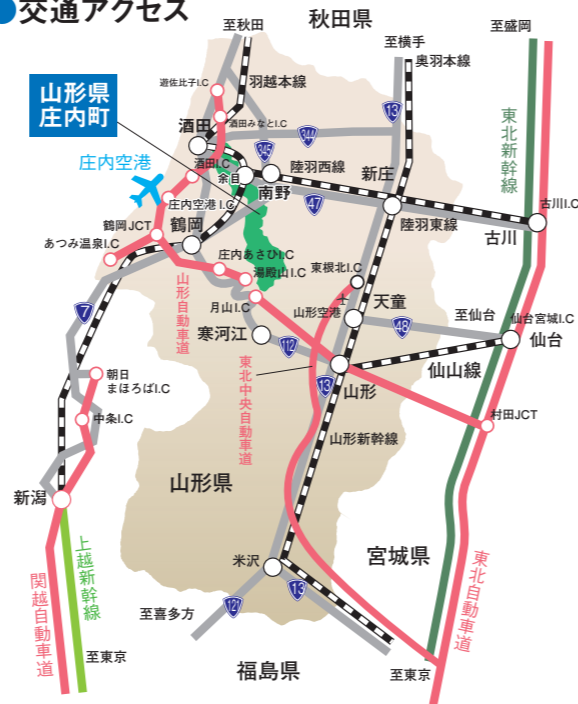 ●交通アクセス
秋田県
至秋田
至横手
至盛岡
奥羽本線
羽越本線
遊佐比子I.C
13
山形県
庄内町
酒田
酒田みなとI.C
344
345
陸羽西線
東北新幹線
庄内空港
酒田I.C
余目
南野
新庄
47
庄内空港 I.C
古川I.C
鶴岡JCT
鶴岡
陸羽東線
古川
あつみ温泉I.C
庄内あさひI.C
湯殿山I.C
東根北I.C
山形自動車道
月山 I.C
山形空港
天童
至仙台
仙台宮城I.C
7
寒河江
48
仙台
112
仙山線
朝日
まほろばI.C
東北中央自動車道
13
山形
村田JCT
中条I.C
山形新幹線
山形県
新潟
上越新幹線
米沢
宮城県
関越自動車道
13
東北自動車道
121
至喜多方
至東京
福島県
至東京